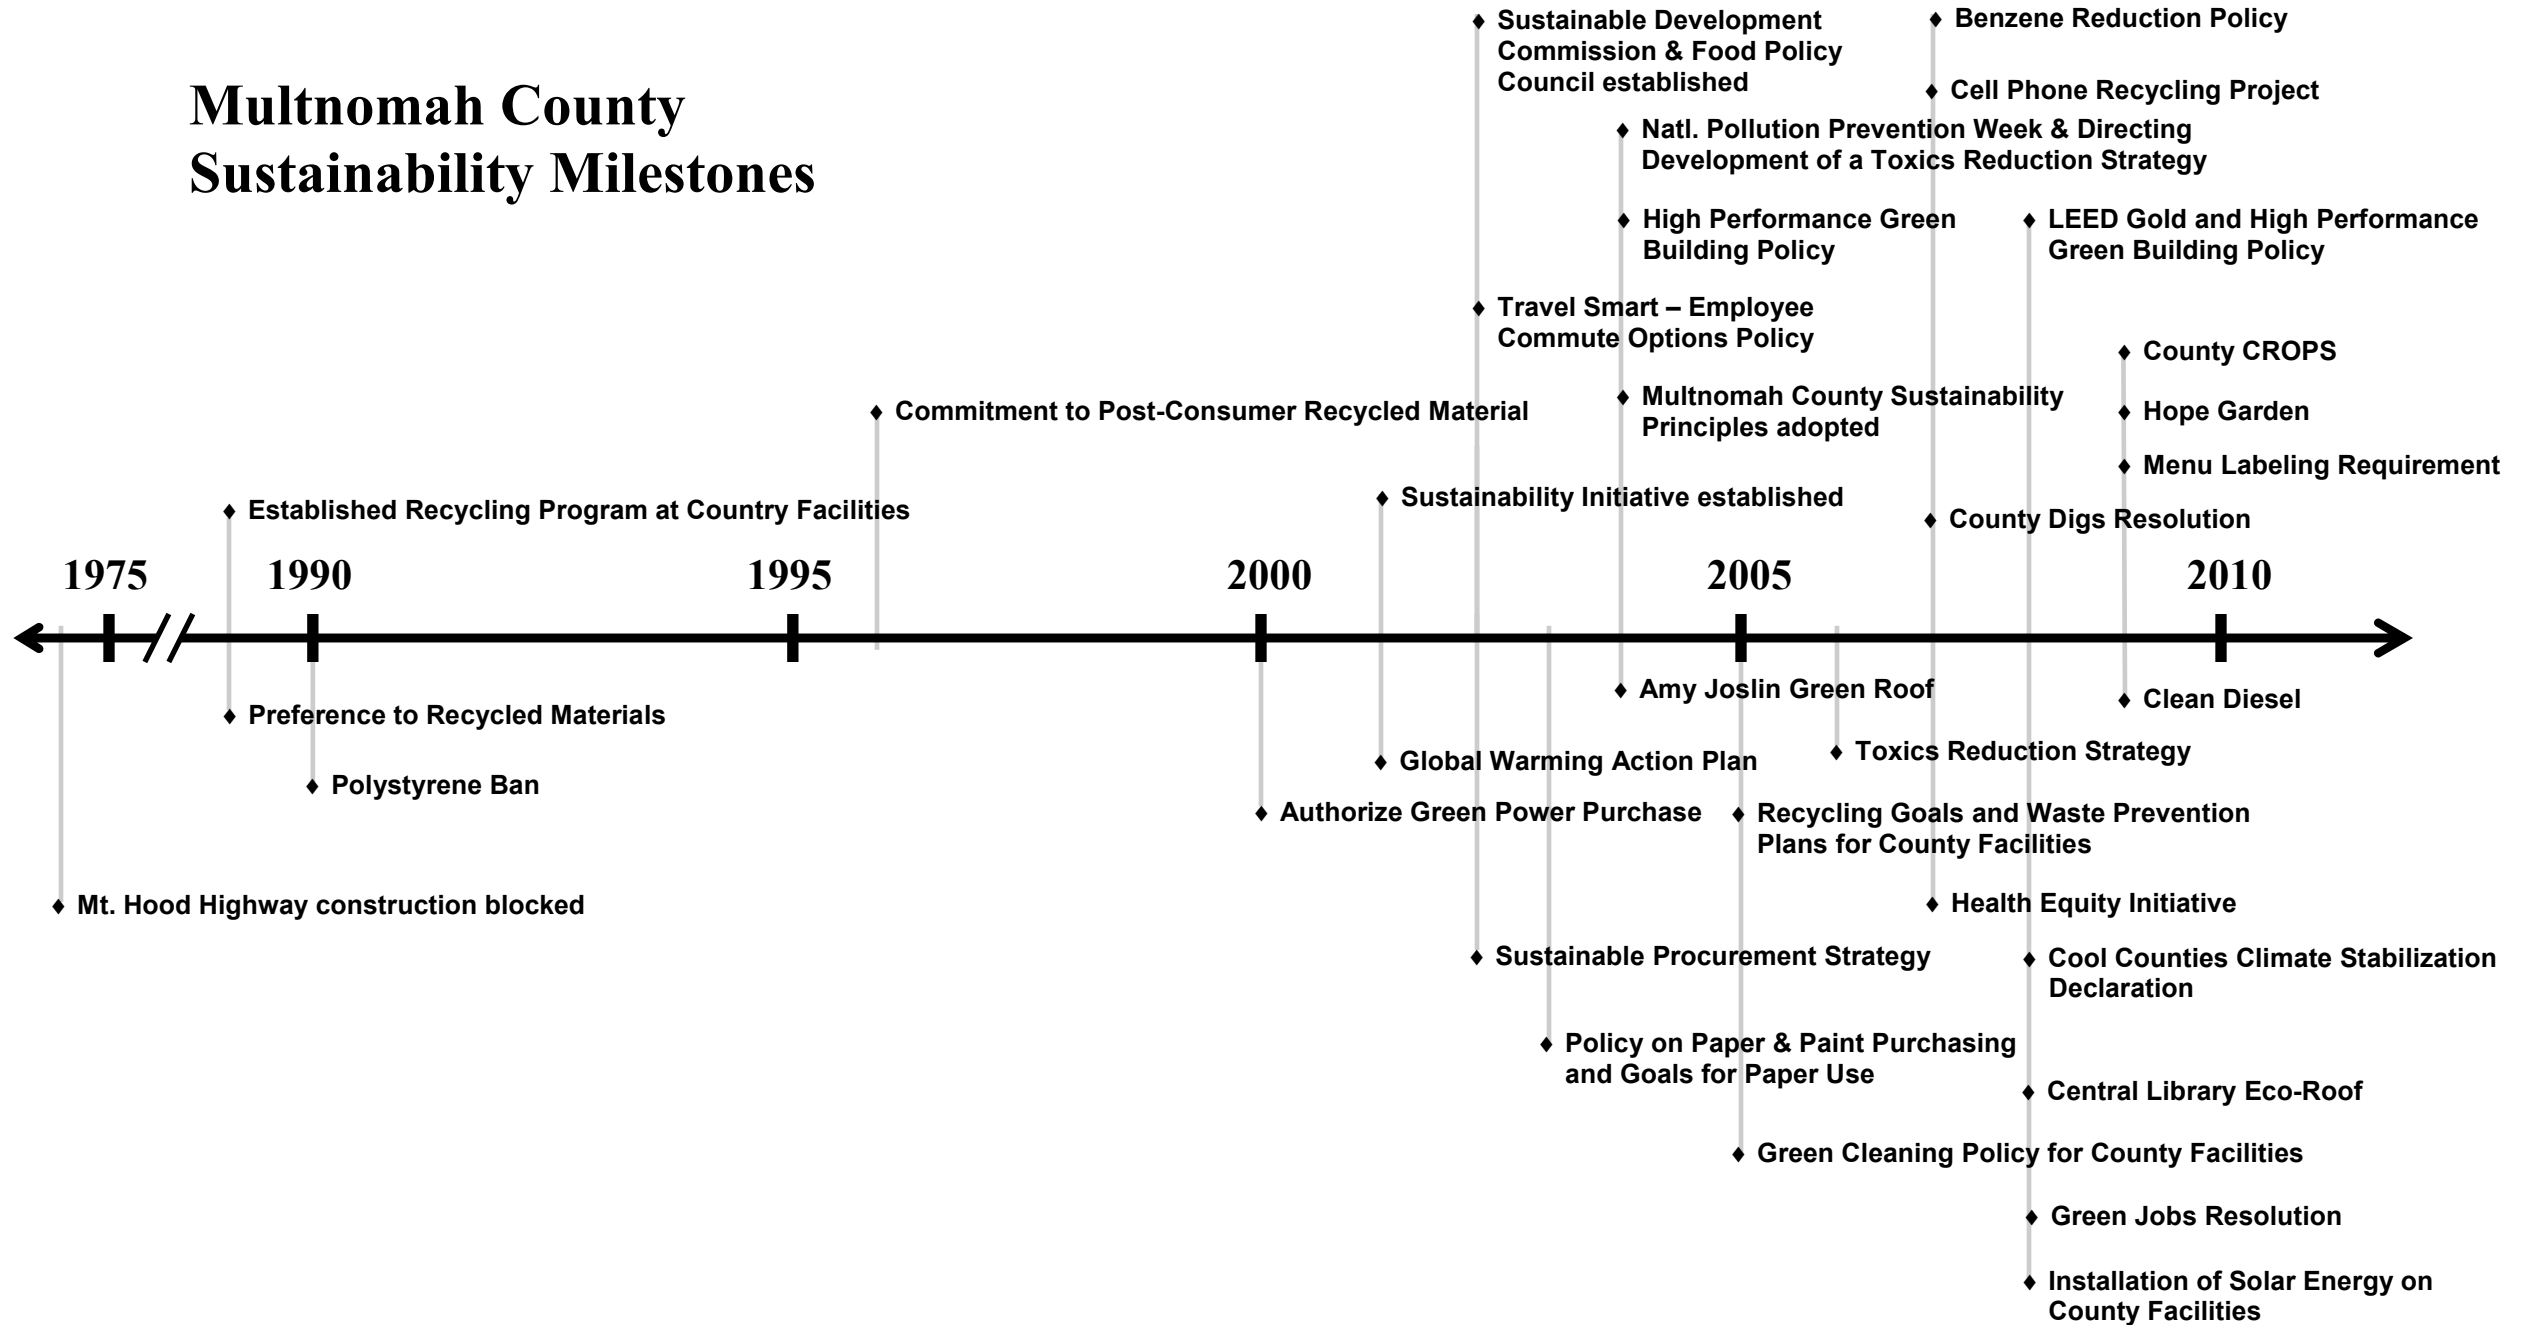 Multnomah County
Sustainability Milestones
♦ Sustainable Development
Commission & Food Policy
Council established
♦ Benzene Reduction Policy
♦ Cell Phone Recycling Project
♦ Natl. Pollution Prevention Week & Directing
Development of a Toxics Reduction Strategy
♦ High Performance Green
Building Policy
♦ LEED Gold and High Performance
Green Building Policy
♦ Travel Smart – Employee
Commute Options Policy
♦ County CROPS
♦ Multnomah County Sustainability
Principles adopted
♦ Commitment to Post-Consumer Recycled Material
♦ Hope Garden
♦ Menu Labeling Requirement
♦ Sustainability Initiative established
♦ Established Recycling Program at Country Facilities
♦ County Digs Resolution
1975
1990
1995
2000
2005
2010
♦ Amy Joslin Green Roof
♦ Clean Diesel
♦ Preference to Recycled Materials
♦ Toxics Reduction Strategy
♦ Global Warming Action Plan
♦ Polystyrene Ban
♦ Authorize Green Power Purchase
♦ Recycling Goals and Waste Prevention
Plans for County Facilities
♦ Mt. Hood Highway construction blocked
♦ Health Equity Initiative
♦ Sustainable Procurement Strategy
♦ Cool Counties Climate Stabilization
Declaration
♦ Policy on Paper & Paint Purchasing
and Goals for Paper Use
♦ Central Library Eco-Roof
♦ Green Cleaning Policy for County Facilities
♦ Green Jobs Resolution
♦ Installation of Solar Energy on
County Facilities